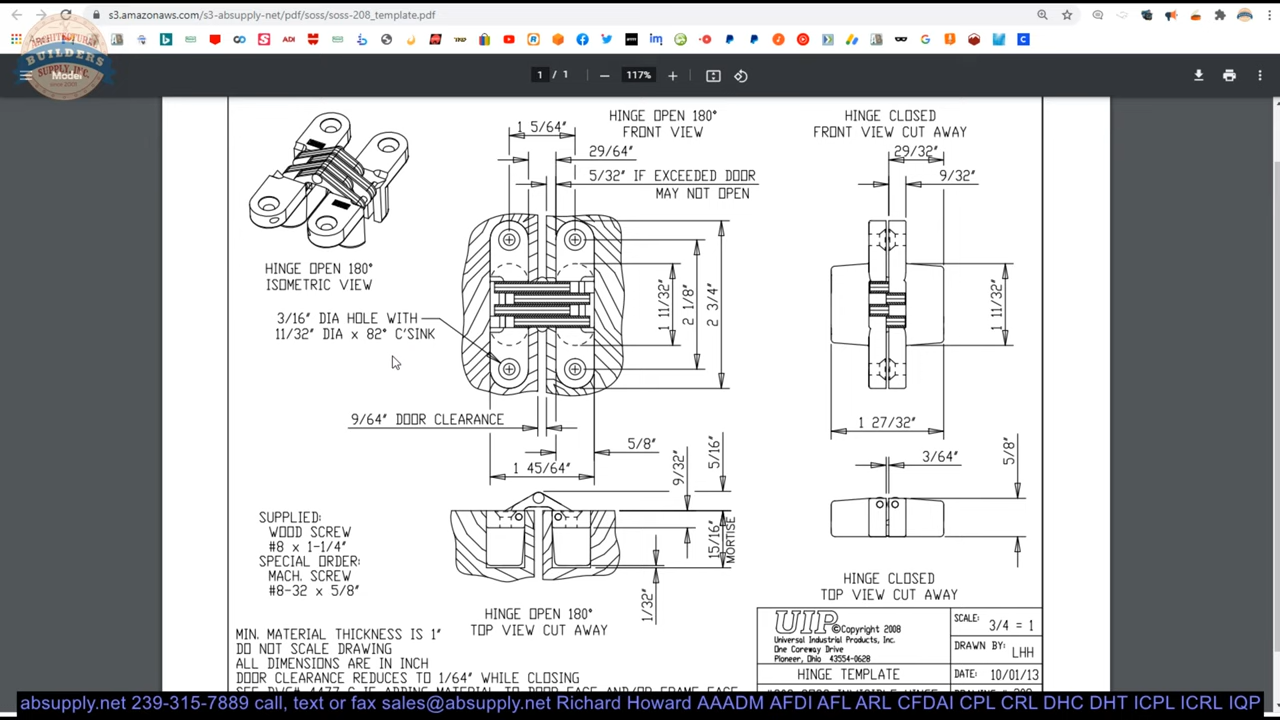 s3.amazonaws.com/s3-absupply-net/pdf/soss/soss-208_template.pdf
ARCHITECTURAL
BUILDERS
SUPPLY, INC.
since 2003
Model
1 / 1
117%
HINGE OPEN 180°
ISOMETRIC VIEW
3/16" DIA HOLE WITH
11/32" DIA x 82° C'SINK
1 5/64"
29/64"
5/32" IF EXCEEDED DOOR
MAY NOT OPEN
HINGE OPEN 180°
FRONT VIEW
1 11/32"
2 1/8"
2 3/4"
9/64" DOOR CLEARANCE
5/8"
1 45/64"
HINGE CLOSED
FRONT VIEW CUT AWAY
29/32"
9/32"
1 11/32"
1 27/32"
3/64"
5/8"
HINGE CLOSED
TOP VIEW CUT AWAY
9/32"
5/16"
15/16"
MORTISE
1/32"
HINGE OPEN 180°
TOP VIEW CUT AWAY
SUPPLIED:
WOOD SCREW
#8 x 1-1/4"
SPECIAL ORDER:
MACH. SCREW
#8-32 x 5/8"
MIN. MATERIAL THICKNESS IS 1"
DO NOT SCALE DRAWING
ALL DIMENSIONS ARE IN INCH
DOOR CLEARANCE REDUCES TO 1/64" WHILE CLOSING
UIP ©Copyright 2008
Universal Industrial Products, Inc.
One Coreway Drive
Pioneer, Ohio 43554-0628
HINGE TEMPLATE
SCALE:
3/4 = 1
DRAWN BY:
LHH
DATE: 10/01/13
absupply.net 239-315-7889 call, text or fax sales@absupply.net Richard Howard AAADM AFDI AFL ARL CFDAI CPL CRL DHC DHT ICPL ICRL IQP